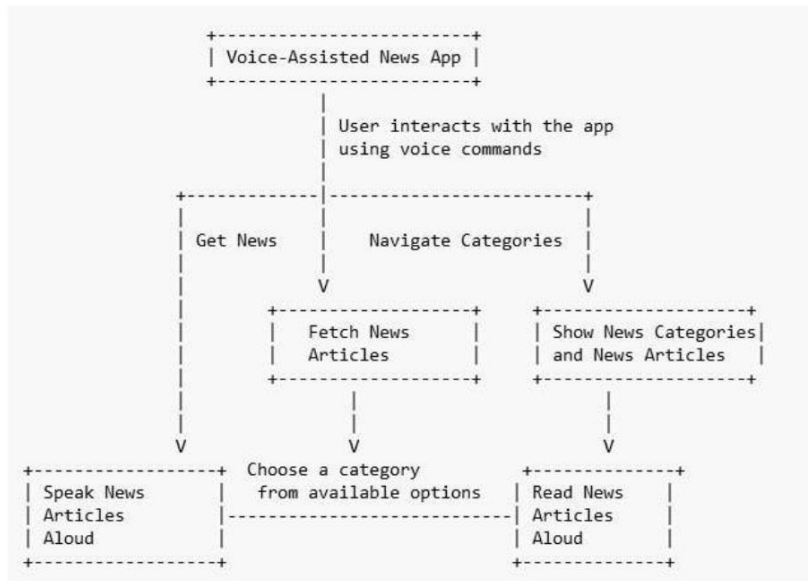 Voice-Assisted News App
User interacts with the app
using voice commands
Get News
Navigate Categories
Fetch News
Articles
Show News Categories
and News Articles
Choose a category
from available options
Speak News
Articles
Aloud
Read News
Articles
Aloud